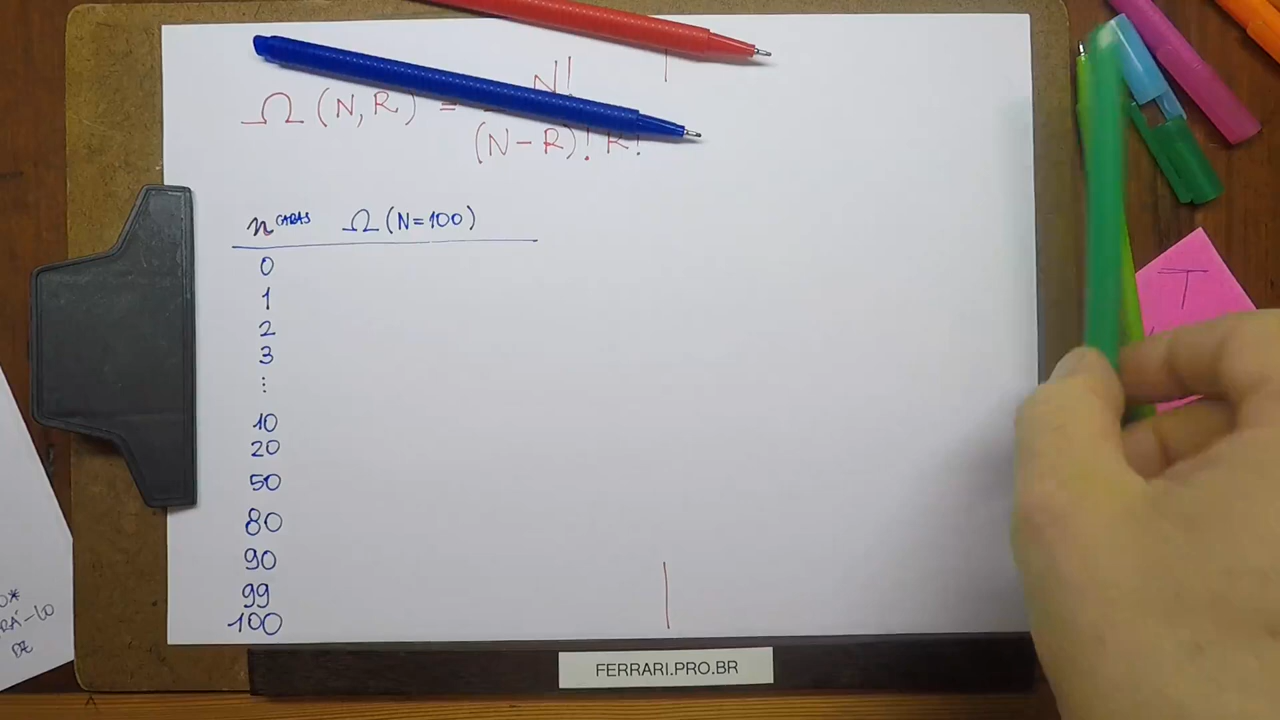 N!
Ω (N,R) =
(N-R)! R!
n CARAS Ω (N=100)
0
1
2
3
⋮
10
20
50
80
90
99
100
T
FERRARI.PRO.BR